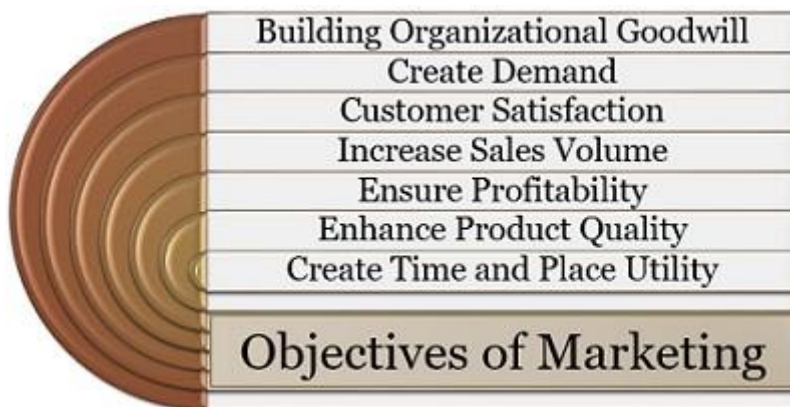 Building Organizational Goodwill
Create Demand
Customer Satisfaction
Increase Sales Volume
Ensure Profitability
Enhance Product Quality
Create Time and Place Utility
Objectives of Marketing